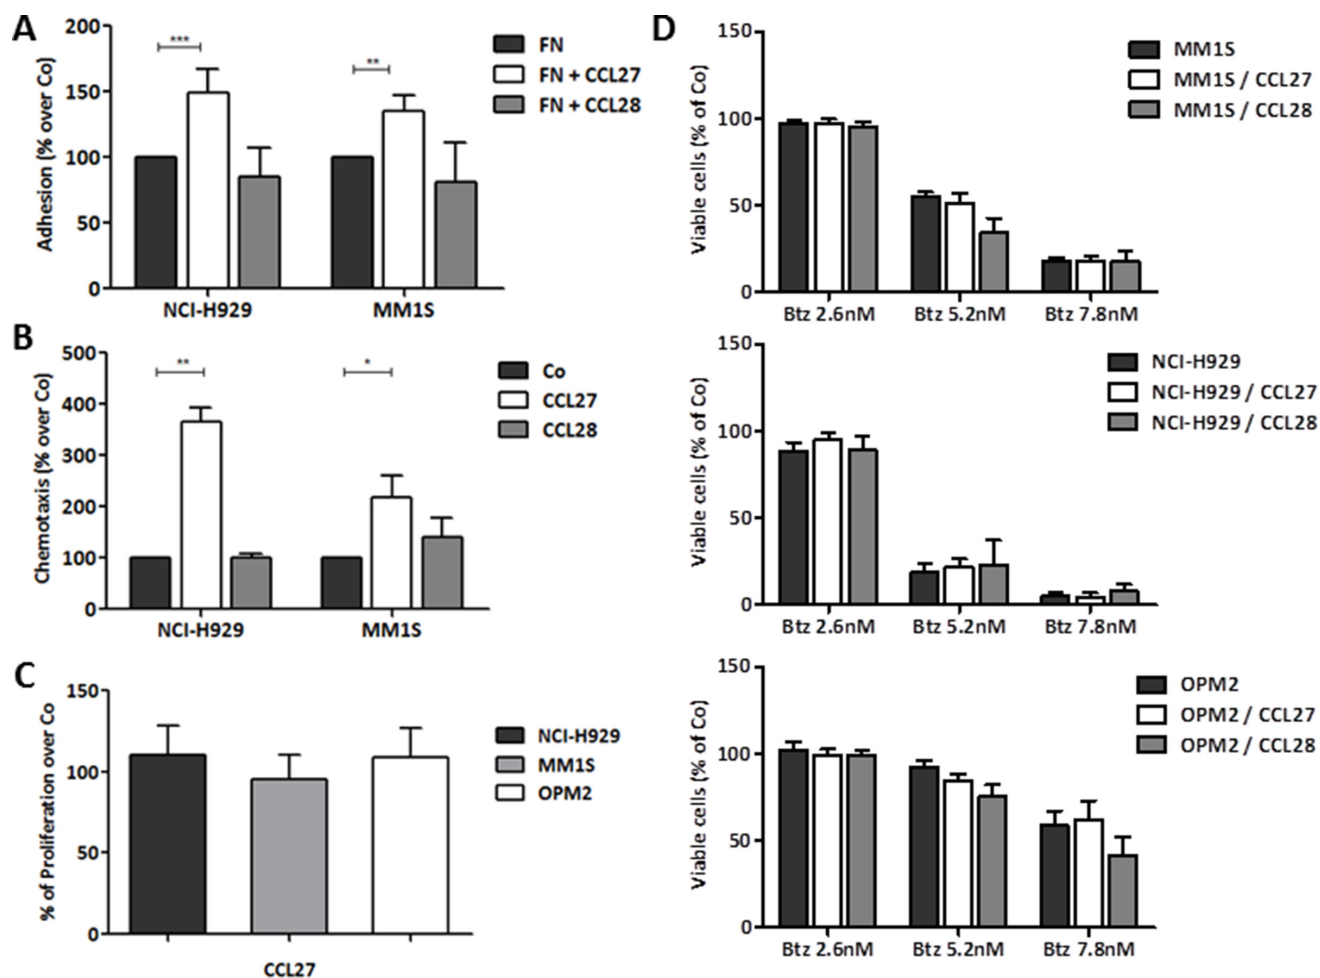 A
Adhesion (% over Co)
200
150
100
50
0
***
**
NCI-H929
MM1S
FN
FN + CCL27
FN + CCL28
B
Chemotaxis (% over Co)
500
400
300
200
100
0
**
*
NCI-H929
MM1S
Co
CCL27
CCL28
C
% of Proliferation over Co
150
100
50
0
CCL27
NCI-H929
MM1S
OPM2
D
Viable cells (% of Co)
150
100
50
0
Btz 2.6nM
Btz 5.2nM
Btz 7.8nM
MM1S
MM1S / CCL27
MM1S / CCL28
Viable cells (% of Co)
150
100
50
0
Btz 2.6nM
Btz 5.2nM
Btz 7.8nM
NCI-H929
NCI-H929 / CCL27
NCI-H929 / CCL28
Viable cells (% of Co)
150
100
50
0
Btz 2.6nM
Btz 5.2nM
Btz 7.8nM
OPM2
OPM2 / CCL27
OPM2 / CCL28